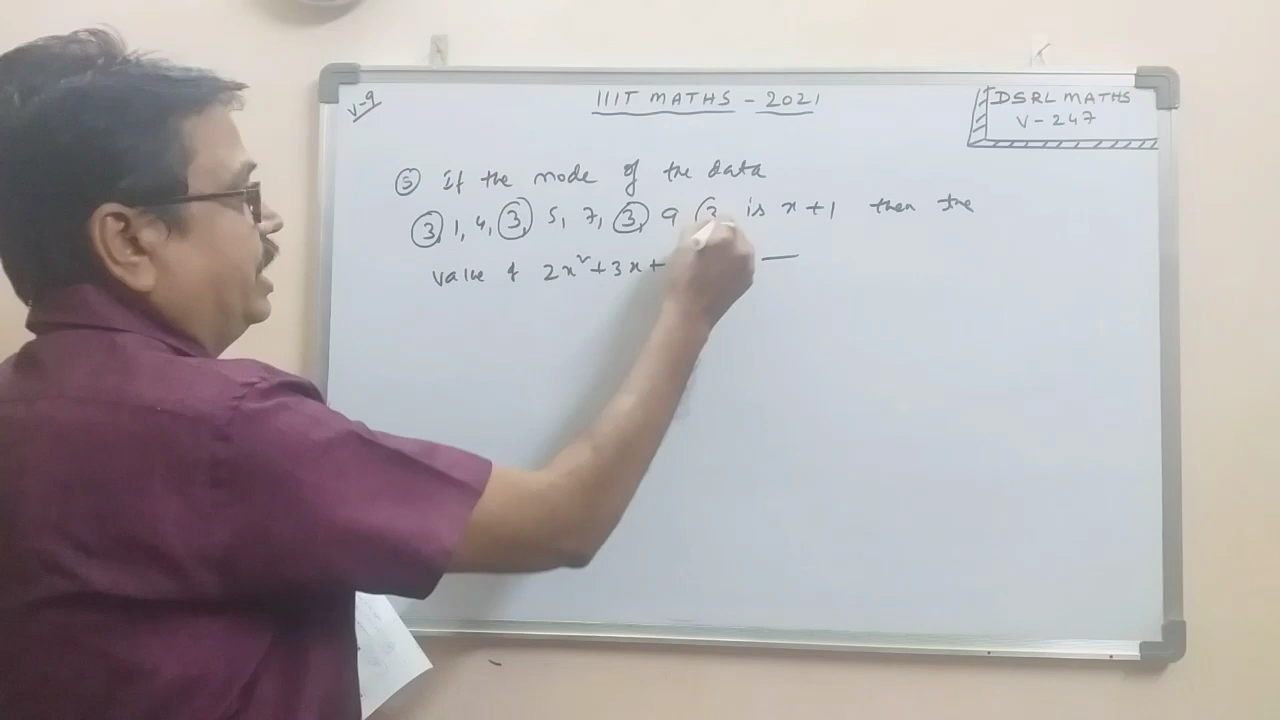 V-9
IIIT MATHS - 2021
DSRL MATHS
V - 247
⑤ If the mode of the data
3, 1, 4, 3, 5, 7, 3, 9 3 is x + 1 then the
value of 2x² + 3x +